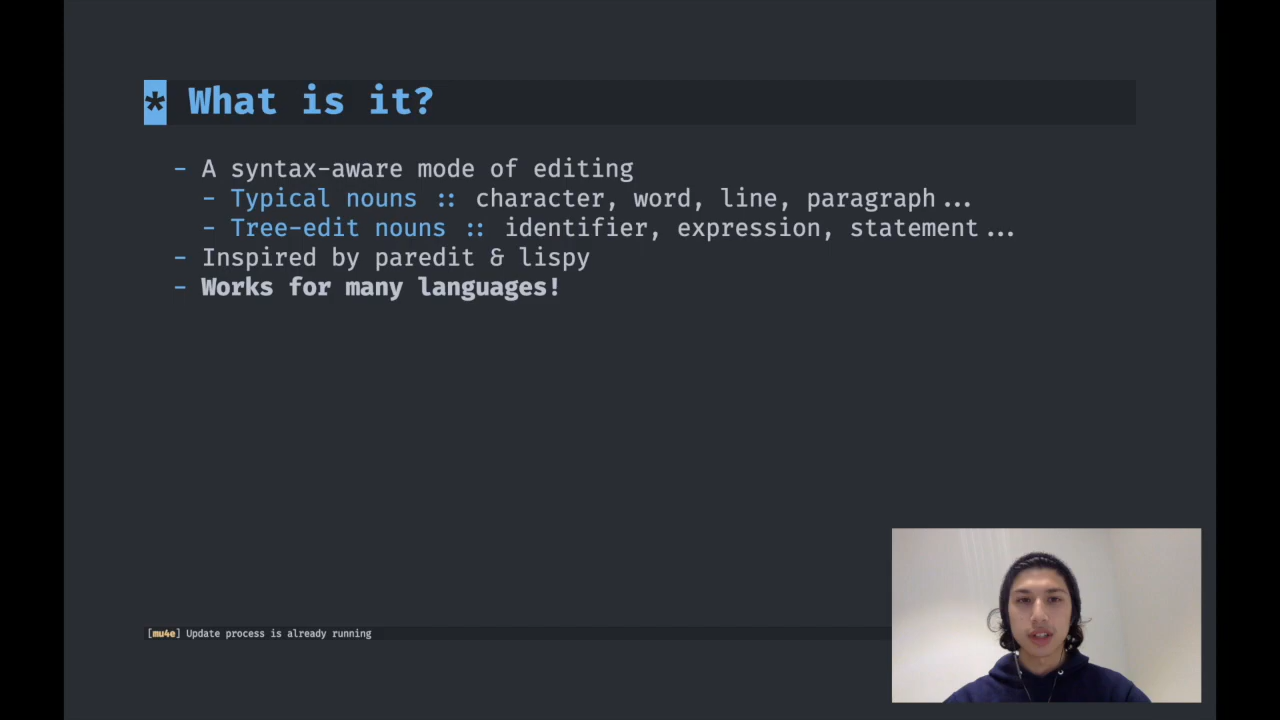 * What is it?
- A syntax-aware mode of editing
- Typical nouns :: character, word, line, paragraph...
- Tree-edit nouns :: identifier, expression, statement...
- Inspired by paredit & lispy
- Works for many languages!
[mu4e] Update process is already running